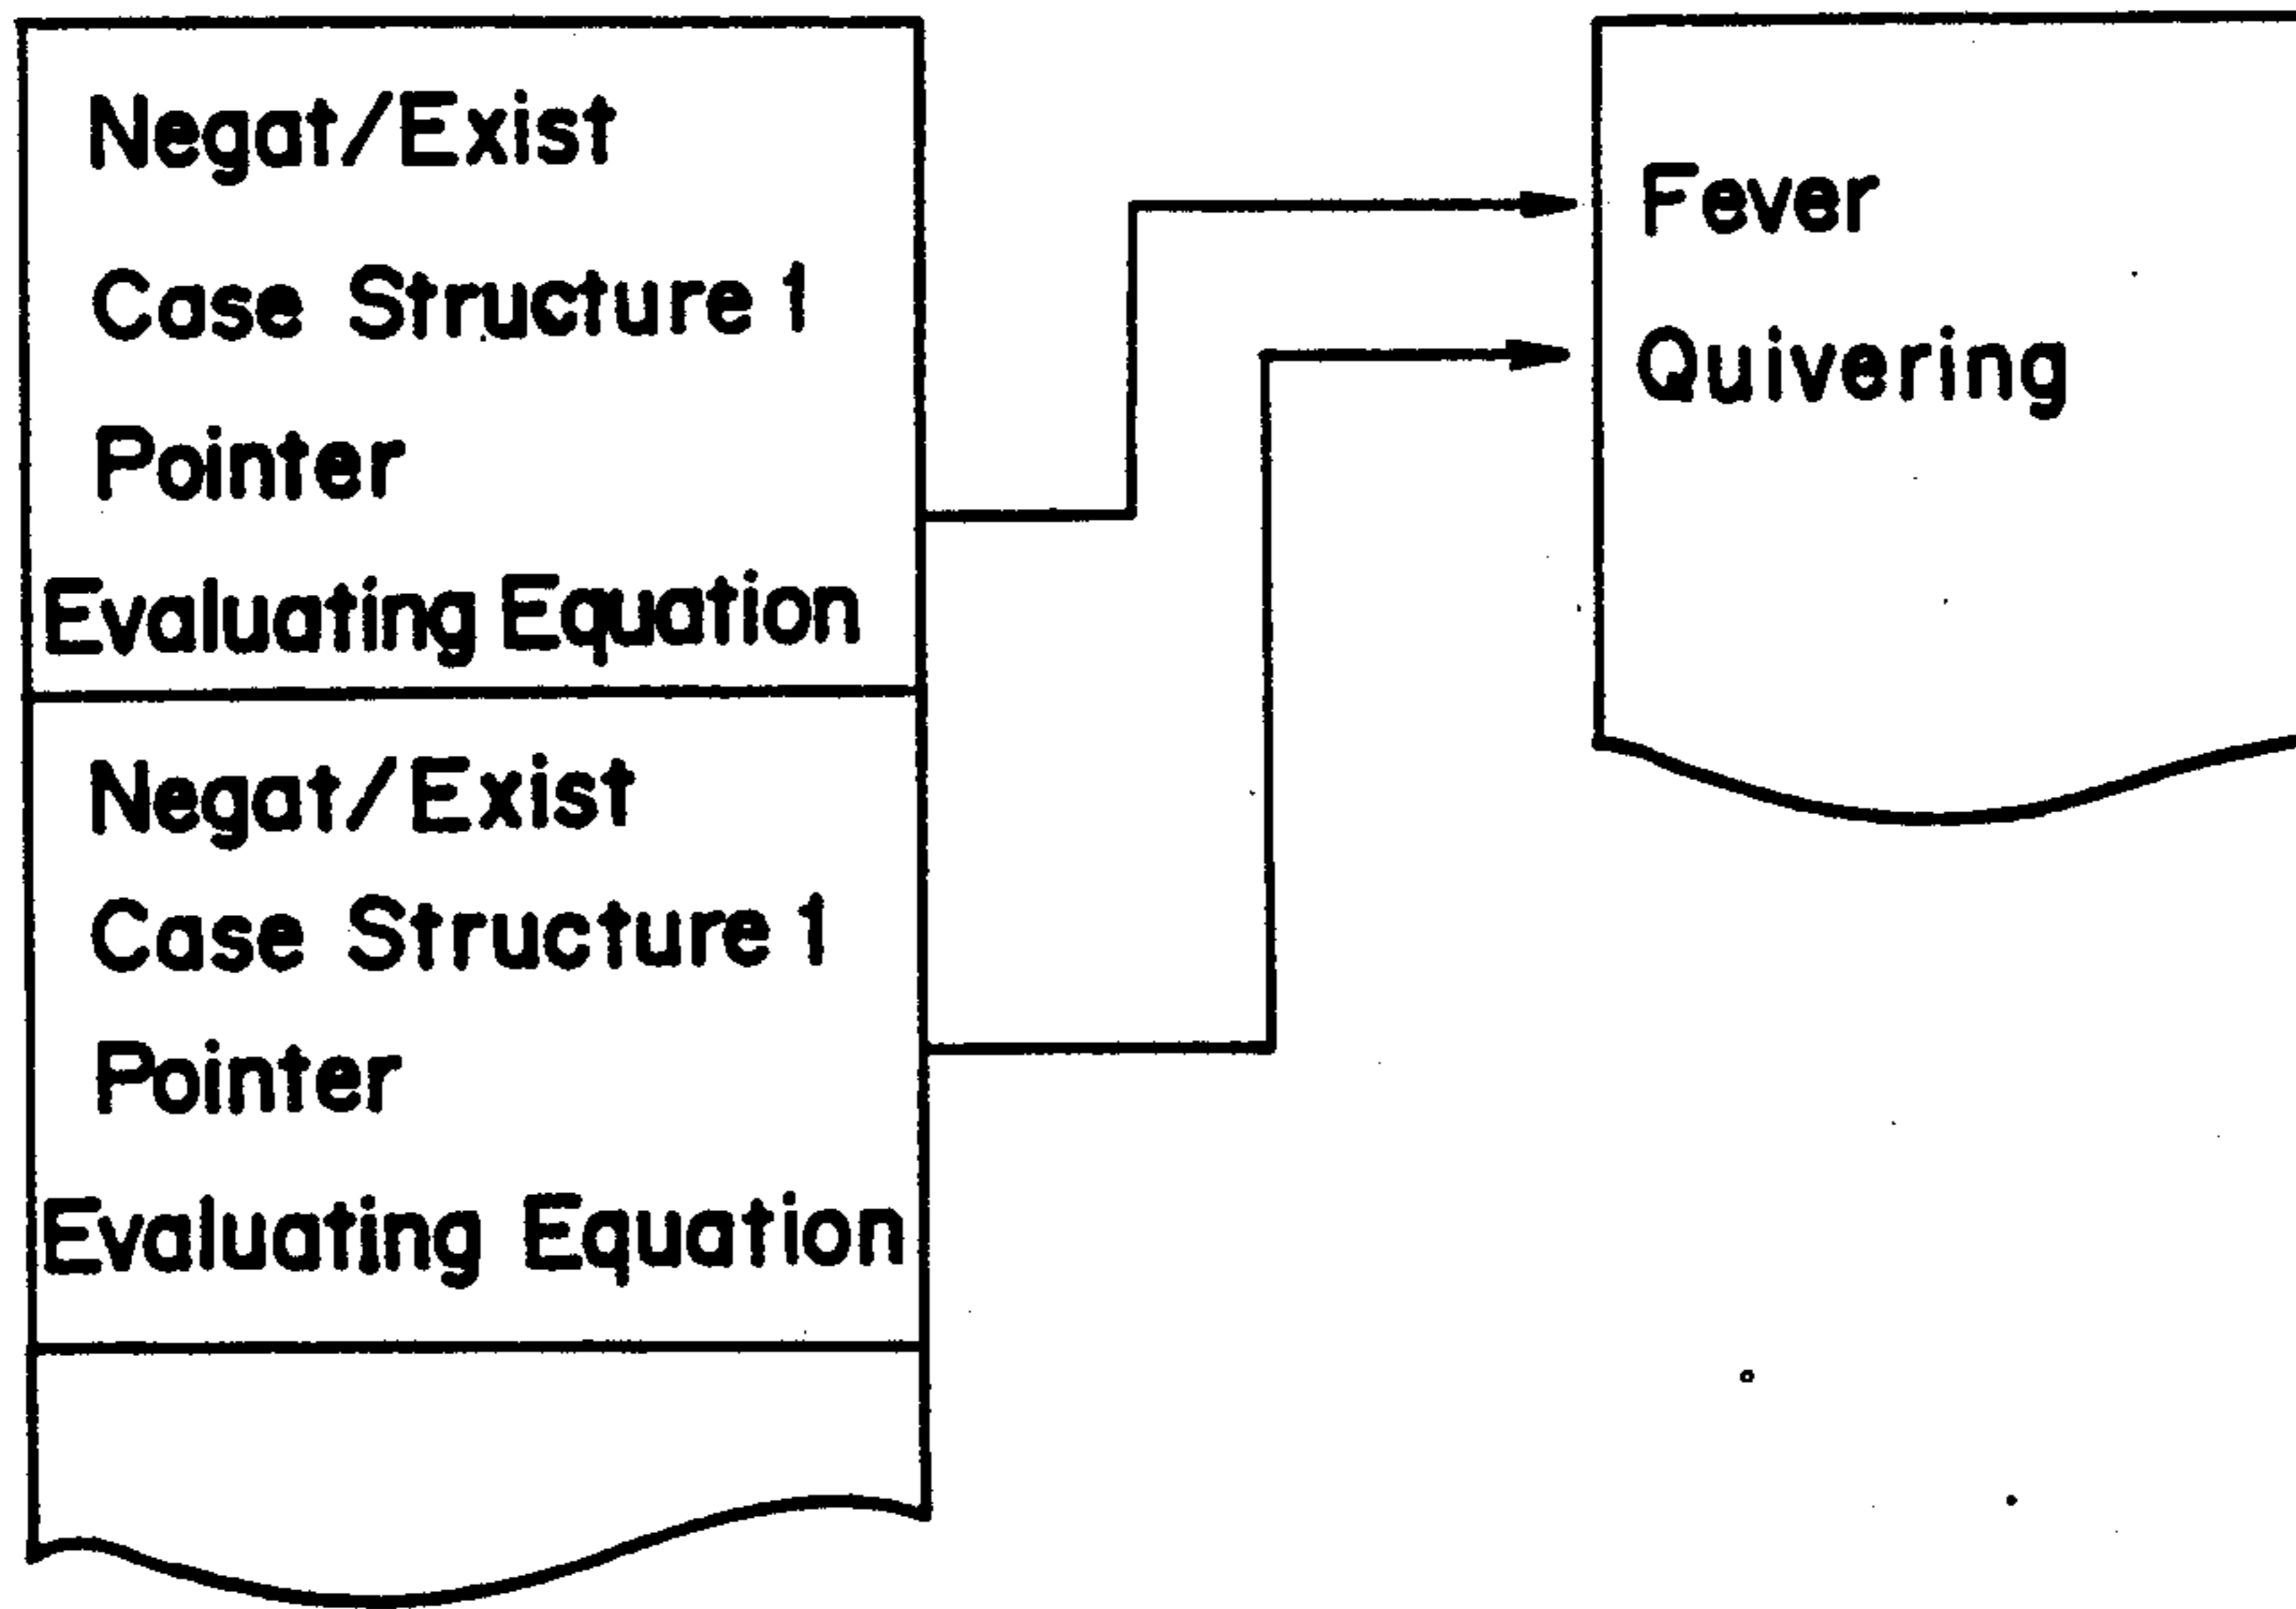 Negat/Exist
Case Structure 1
Pointer
Evaluating Equation
Negat/Exist
Case Structure 1
Pointer
Evaluating Equation
Fever
Quivering